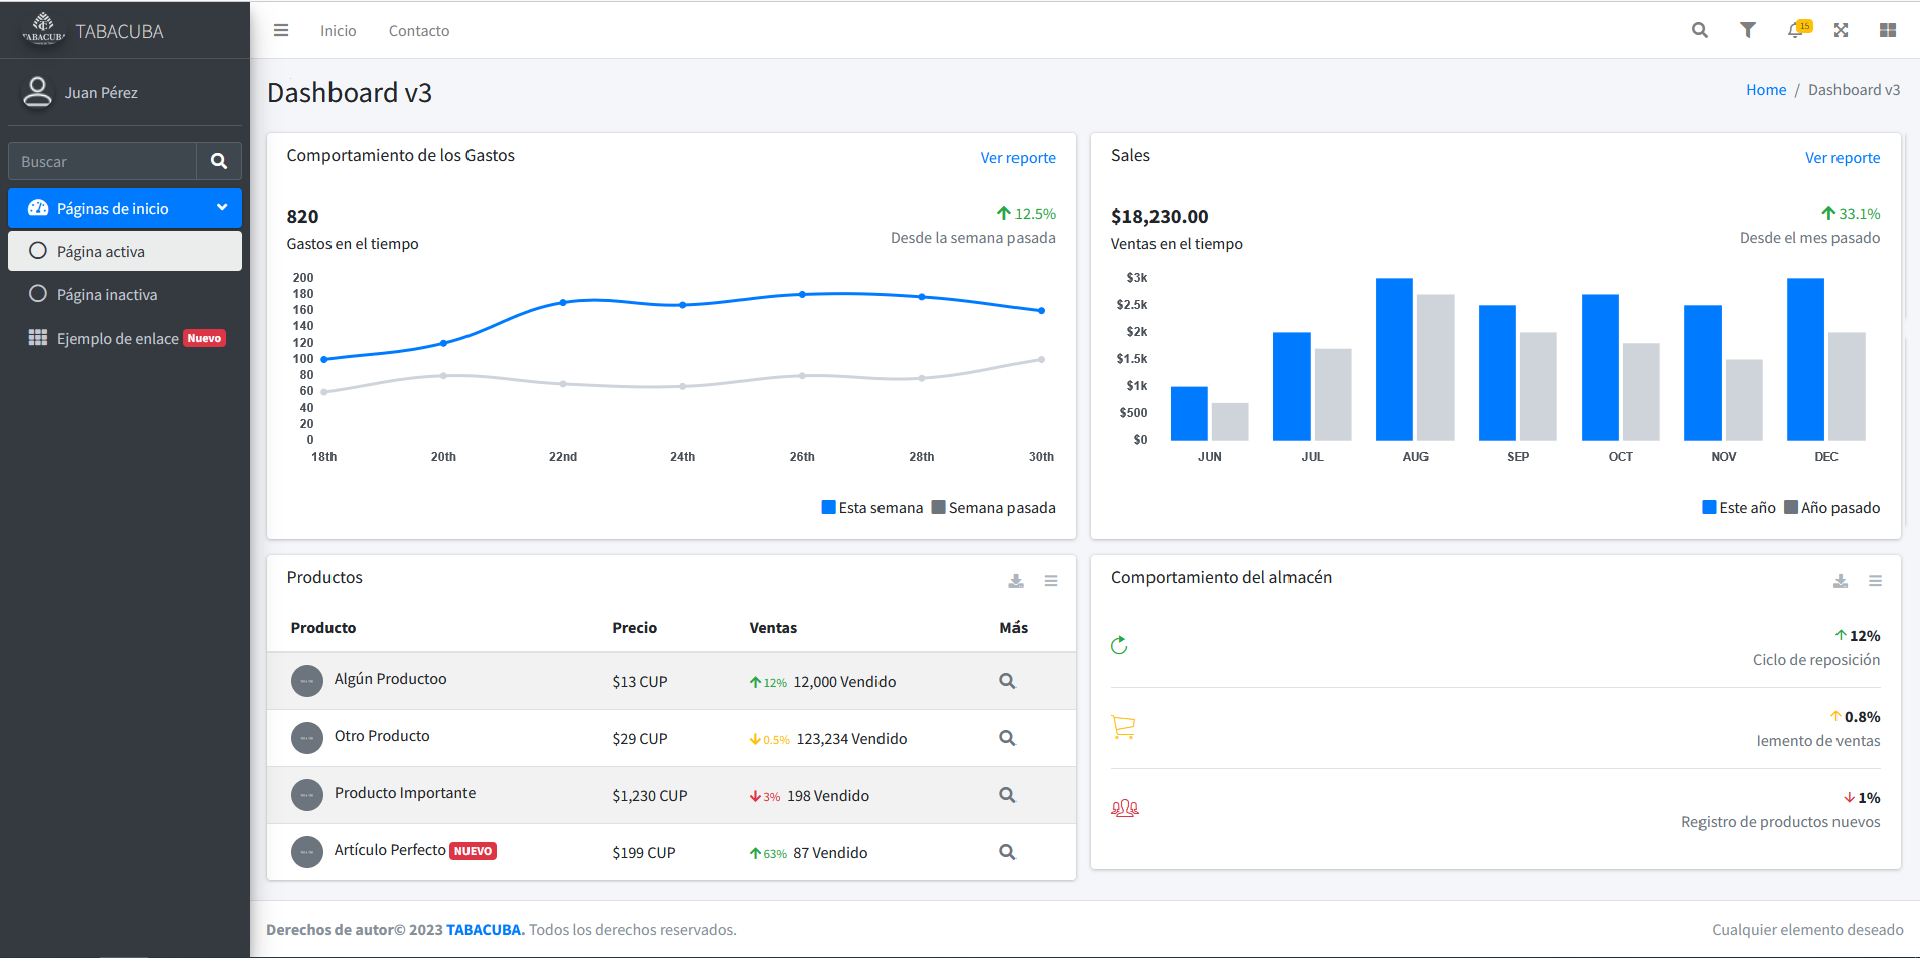 TABACUBA
TABACUBA
Inicio
Contacto
15
Juan Pérez
Buscar
Páginas de inicio
Página activa
Página inactiva
Ejemplo de enlace Nuevo
Dashboard v3
Home / Dashboard v3
Comportamiento de los Gastos
Ver reporte
820
Gastos en el tiempo
12.5%
Desde la semana pasada
200
180
160
140
120
100
80
60
40
20
0
18th 20th 22nd 24th 26th 28th 30th
Esta semana Semana pasada
Sales
Ver reporte
$18,230.00
Ventas en el tiempo
33.1%
Desde el mes pasado
$3k
$2.5k
$2k
$1.5k
$1k
$500
$0
JUN JUL AUG SEP OCT NOV DEC
Este año Año pasado
Productos
Producto Precio Ventas Más
Algún Productoo $13 CUP 12% 12,000 Vendido
Otro Producto $29 CUP 0.5% 123,234 Vendido
Producto Importante $1,230 CUP 3% 198 Vendido
Artículo Perfecto NUEVO $199 CUP 63% 87 Vendido
Comportamiento del almacén
12%
Ciclo de reposición
0.8%
Iemento de ventas
1%
Registro de productos nuevos
Derechos de autor© 2023 TABACUBA. Todos los derechos reservados.
Cualquier elemento deseado